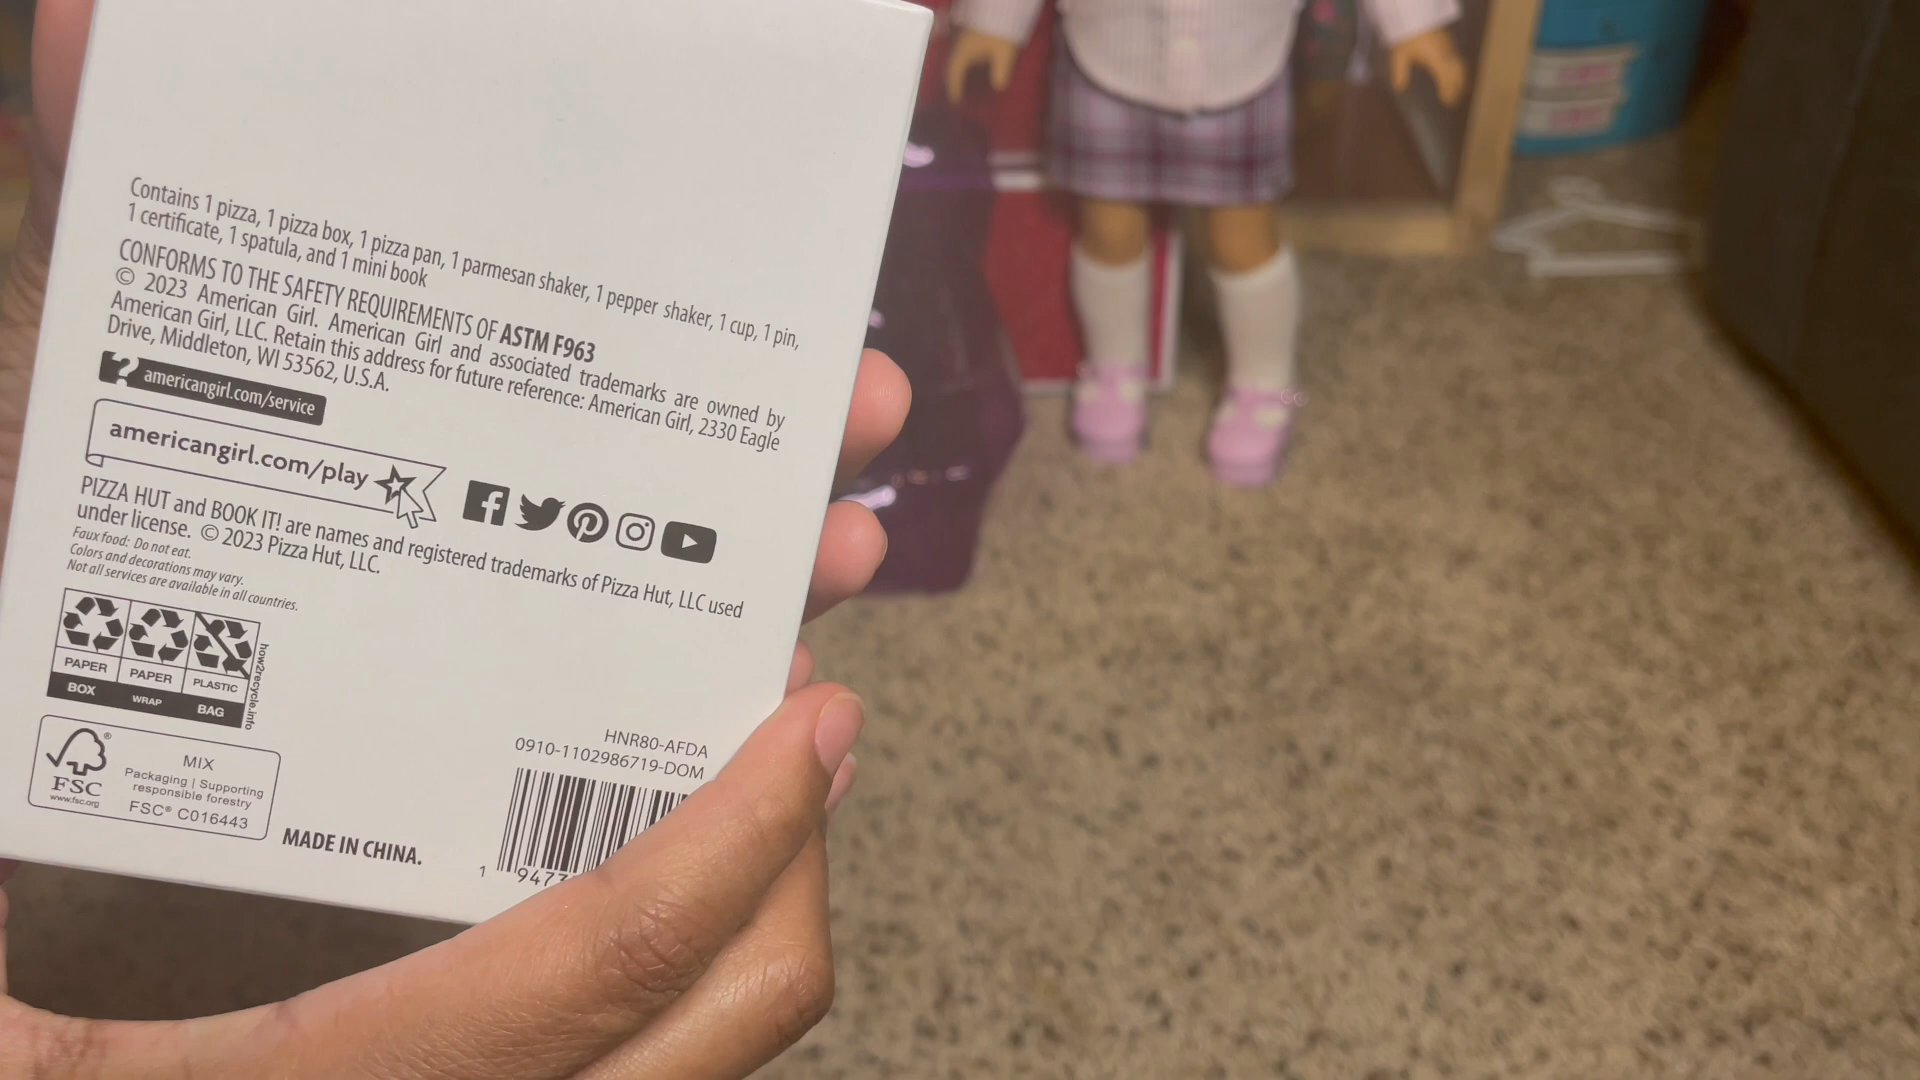 Contains 1 pizza, 1 pizza box, 1 pizza pan, 1 parmesan shaker, 1 pepper shaker, 1 cup, 1 pin,
1 certificate, 1 spatula, and 1 mini book
CONFORMS TO THE SAFETY REQUIREMENTS OF ASTM F963
© 2023 American Girl. American Girl and associated trademarks are owned by
American Girl, LLC. Retain this address for future reference: American Girl, 2330 Eagle
Drive, Middleton, WI 53562, U.S.A.
? americangirl.com/service
americangirl.com/play
PIZZA HUT and BOOK IT! are names and registered trademarks of Pizza Hut, LLC used
under license. © 2023 Pizza Hut, LLC.
Faux food: Do not eat.
Colors and decorations may vary.
Not all services are available in all countries.
PAPER PAPER PLASTIC
BOX WRAP BAG
how2recycle.info
FSC®
www.fsc.org
MIX
Packaging | Supporting
responsible forestry
FSC® C016443
MADE IN CHINA.
HNR80-AFDA
0910-1102986719-DOM
1 9477